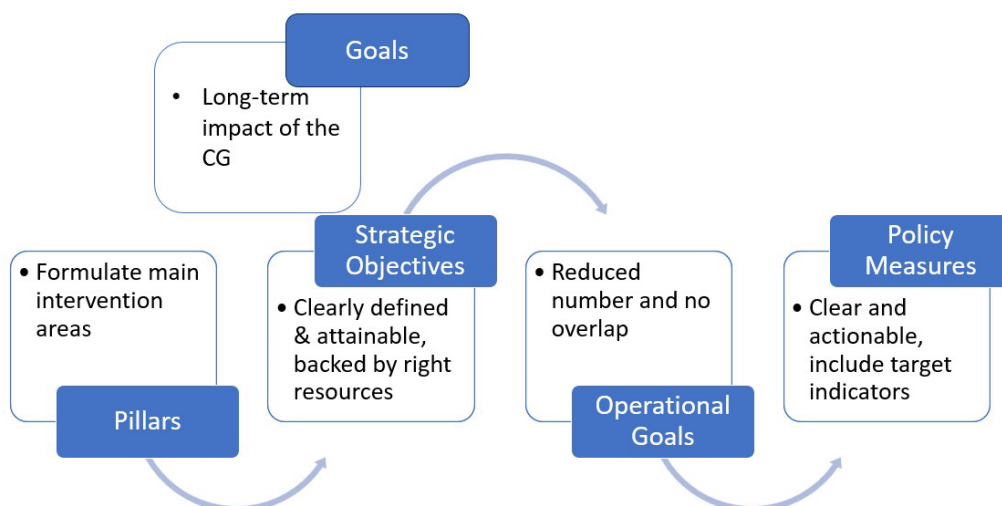 Goals
• Long-term
impact of the
CG
• Formulate main
intervention
areas
Pillars
Strategic
Objectives
• Clearly defined
& attainable,
backed by right
resources
• Reduced
number and no
overlap
Operational
Goals
Policy
Measures
• Clear and
actionable,
include target
indicators